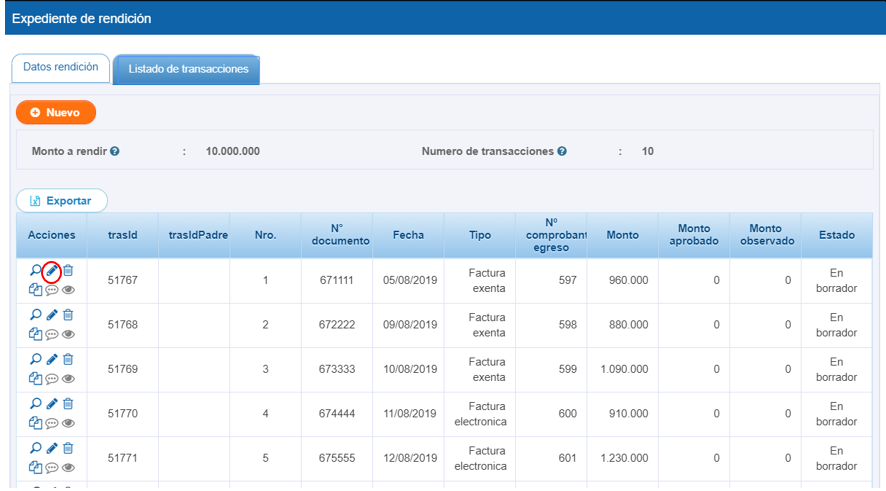 Expediente de rendición
Datos rendición
Listado de transacciones
Nuevo
Monto a rendir : 10.000.000 Numero de transacciones : 10
Exportar
Acciones trasId trasIdPadre Nro. N° documento Fecha Tipo N° comprobant egreso Monto Monto aprobado Monto observado Estado
51767 1 671111 05/08/2019 Factura exenta 597 960.000 0 0 En borrador
51768 2 672222 09/08/2019 Factura exenta 598 880.000 0 0 En borrador
51769 3 673333 10/08/2019 Factura exenta 599 1.090.000 0 0 En borrador
51770 4 674444 11/08/2019 Factura electronica 600 910.000 0 0 En borrador
51771 5 675555 12/08/2019 Factura electronica 601 1.230.000 0 0 En borrador